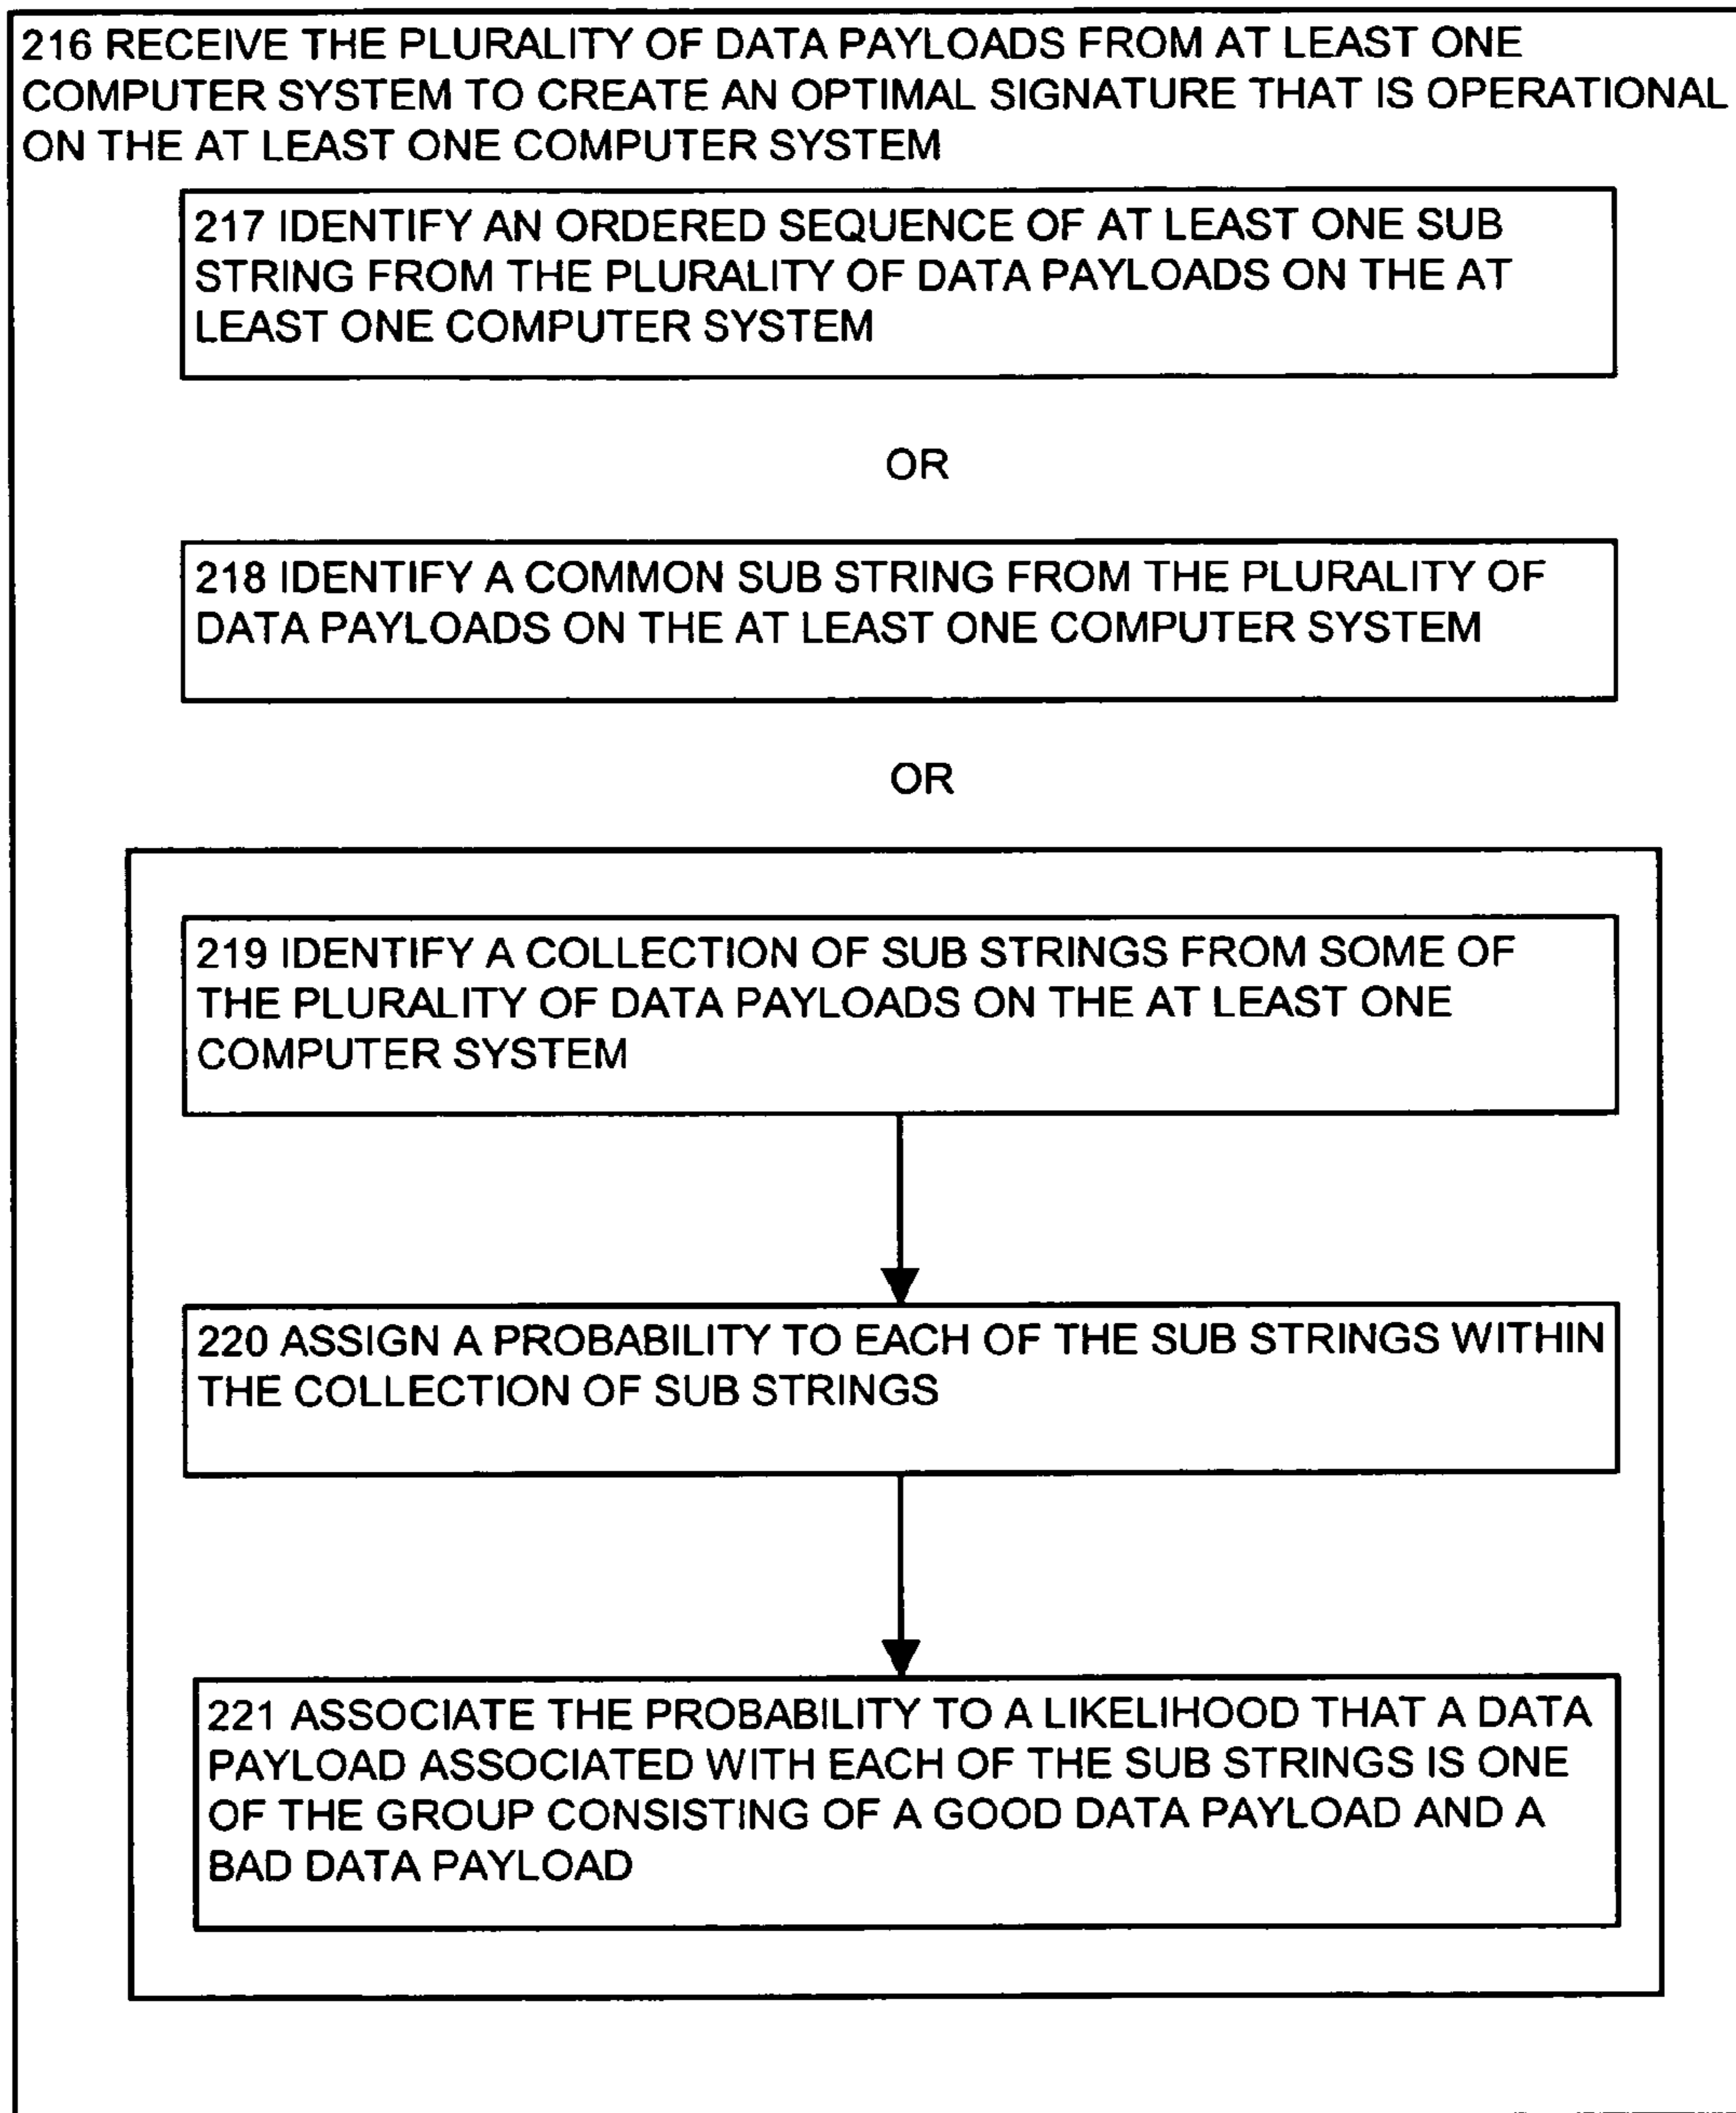 216 RECEIVE THE PLURALITY OF DATA PAYLOADS FROM AT LEAST ONE
COMPUTER SYSTEM TO CREATE AN OPTIMAL SIGNATURE THAT IS OPERATIONAL
ON THE AT LEAST ONE COMPUTER SYSTEM
217 IDENTIFY AN ORDERED SEQUENCE OF AT LEAST ONE SUB
STRING FROM THE PLURALITY OF DATA PAYLOADS ON THE AT
LEAST ONE COMPUTER SYSTEM
OR
218 IDENTIFY A COMMON SUB STRING FROM THE PLURALITY OF
DATA PAYLOADS ON THE AT LEAST ONE COMPUTER SYSTEM
OR
219 IDENTIFY A COLLECTION OF SUB STRINGS FROM SOME OF
THE PLURALITY OF DATA PAYLOADS ON THE AT LEAST ONE
COMPUTER SYSTEM
220 ASSIGN A PROBABILITY TO EACH OF THE SUB STRINGS WITHIN
THE COLLECTION OF SUB STRINGS
221 ASSOCIATE THE PROBABILITY TO A LIKELIHOOD THAT A DATA
PAYLOAD ASSOCIATED WITH EACH OF THE SUB STRINGS IS ONE
OF THE GROUP CONSISTING OF A GOOD DATA PAYLOAD AND A
BAD DATA PAYLOAD